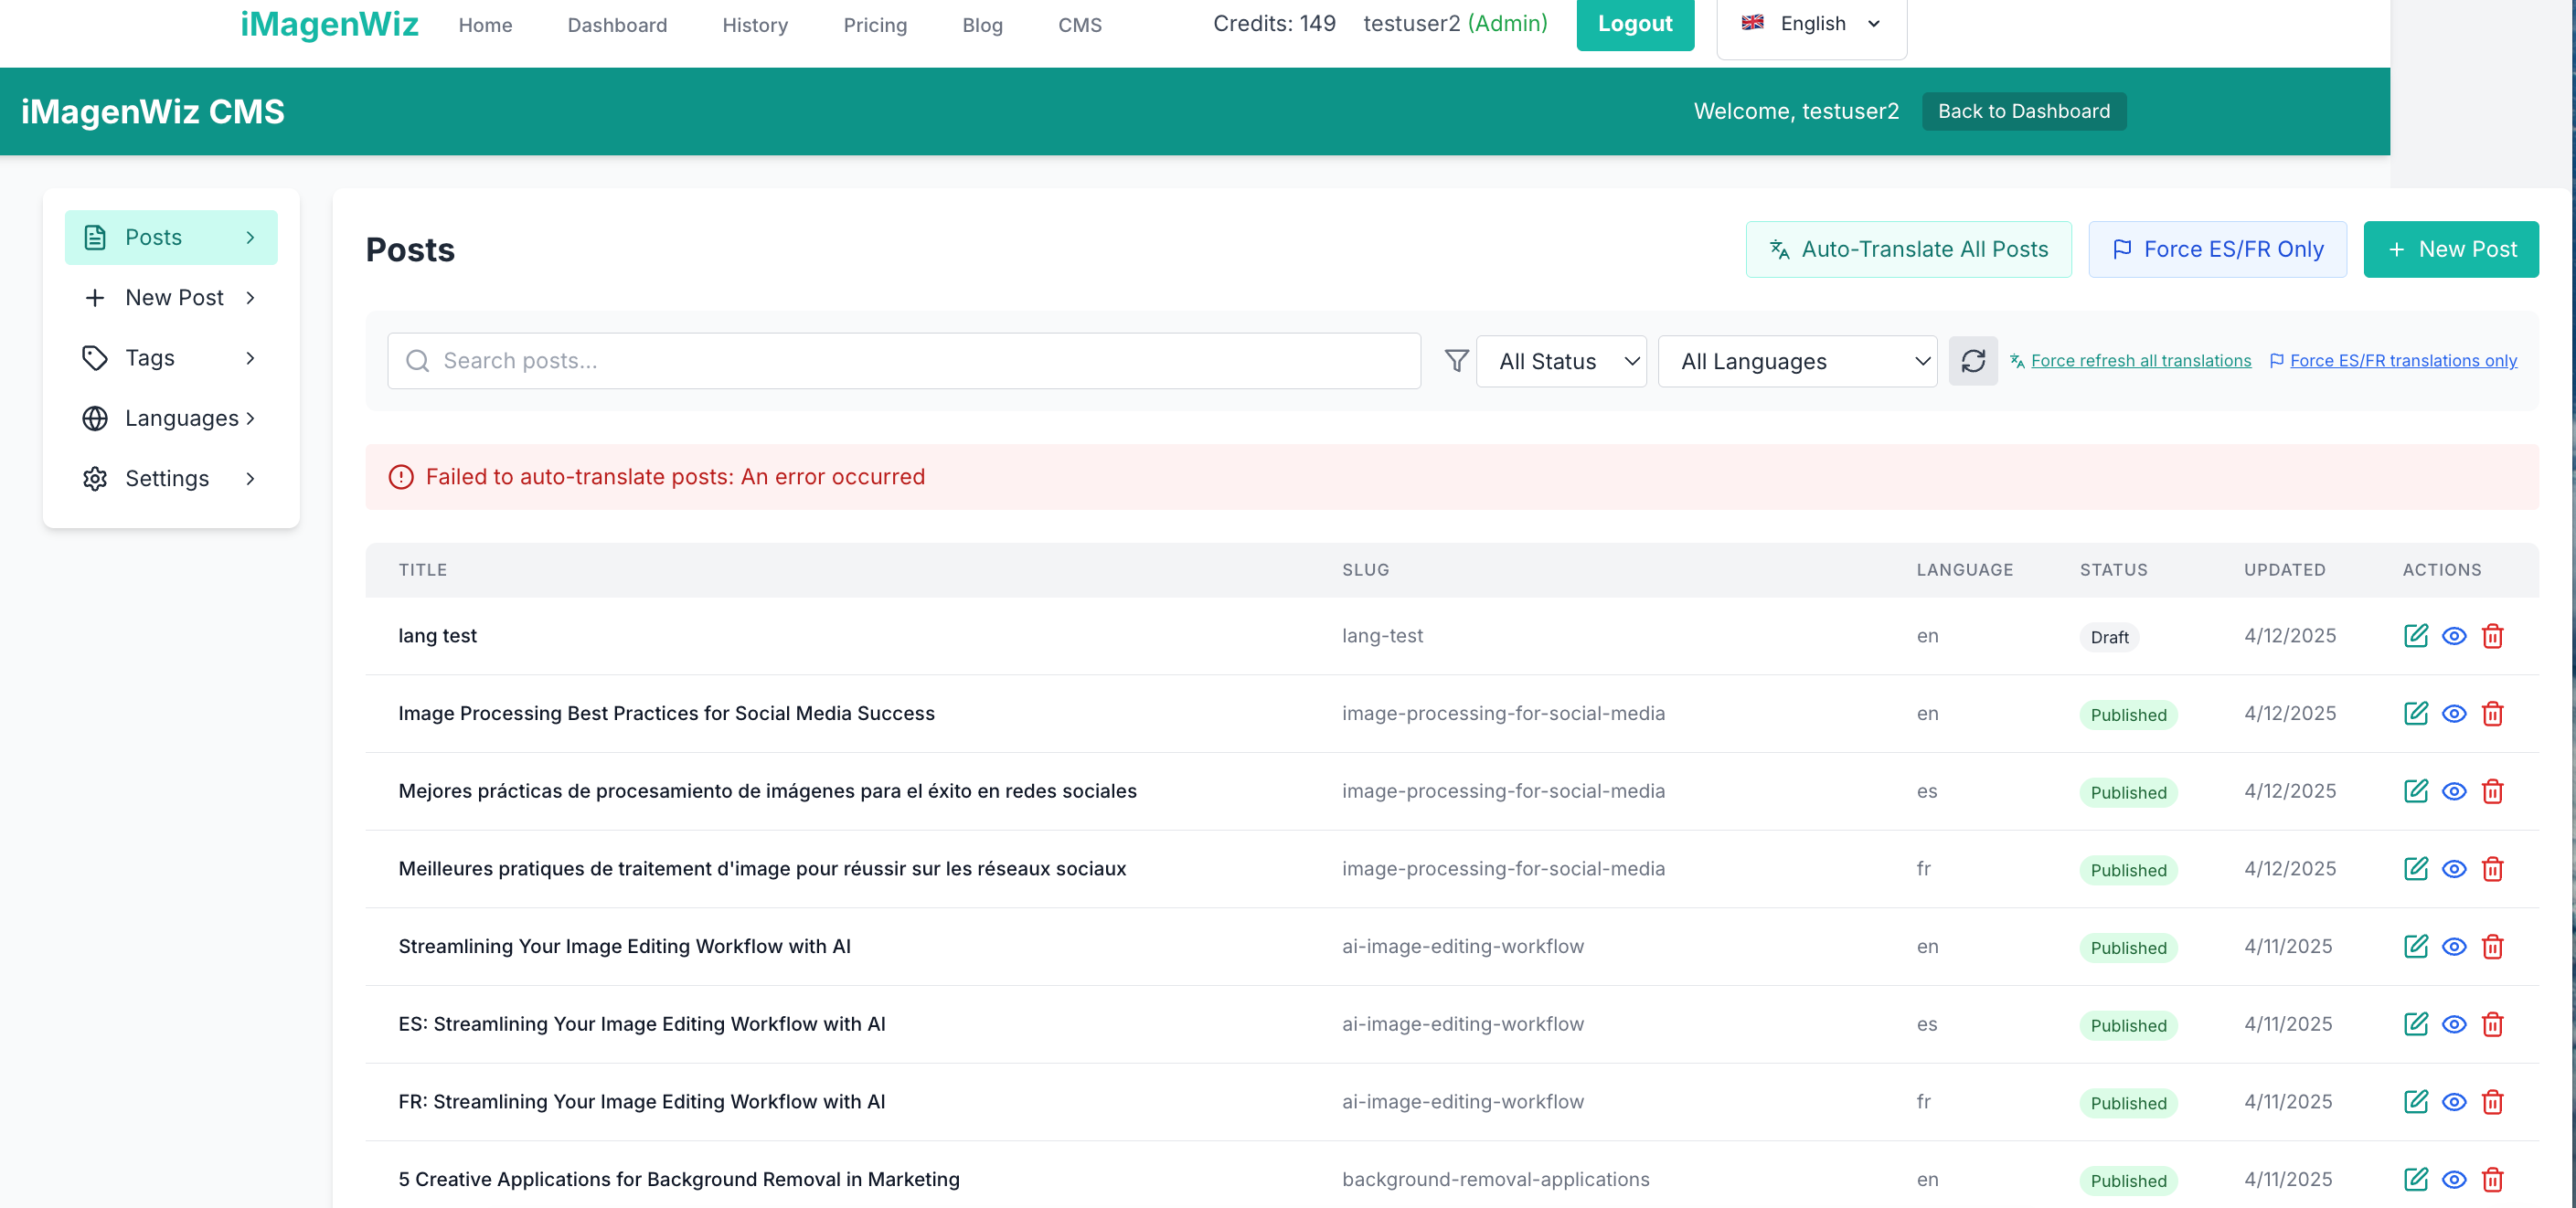 iMagenWiz Home Dashboard History Pricing Blog CMS Credits: 149 testuser2 (Admin) Logout English
iMagenWiz CMS Welcome, testuser2 Back to Dashboard
Posts
New Post
Tags
Languages
Settings
Posts Auto-Translate All Posts Force ES/FR Only New Post
Search posts... All Status All Languages Force refresh all translations Force ES/FR translations only
Failed to auto-translate posts: An error occurred
TITLE SLUG LANGUAGE STATUS UPDATED ACTIONS
lang test lang-test en Draft 4/12/2025
Image Processing Best Practices for Social Media Success image-processing-for-social-media en Published 4/12/2025
Mejores prácticas de procesamiento de imágenes para el éxito en redes sociales image-processing-for-social-media es Published 4/12/2025
Meilleures pratiques de traitement d'image pour réussir sur les réseaux sociaux image-processing-for-social-media fr Published 4/12/2025
Streamlining Your Image Editing Workflow with AI ai-image-editing-workflow en Published 4/11/2025
ES: Streamlining Your Image Editing Workflow with AI ai-image-editing-workflow es Published 4/11/2025
FR: Streamlining Your Image Editing Workflow with AI ai-image-editing-workflow fr Published 4/11/2025
5 Creative Applications for Background Removal in Marketing background-removal-applications en Published 4/11/2025